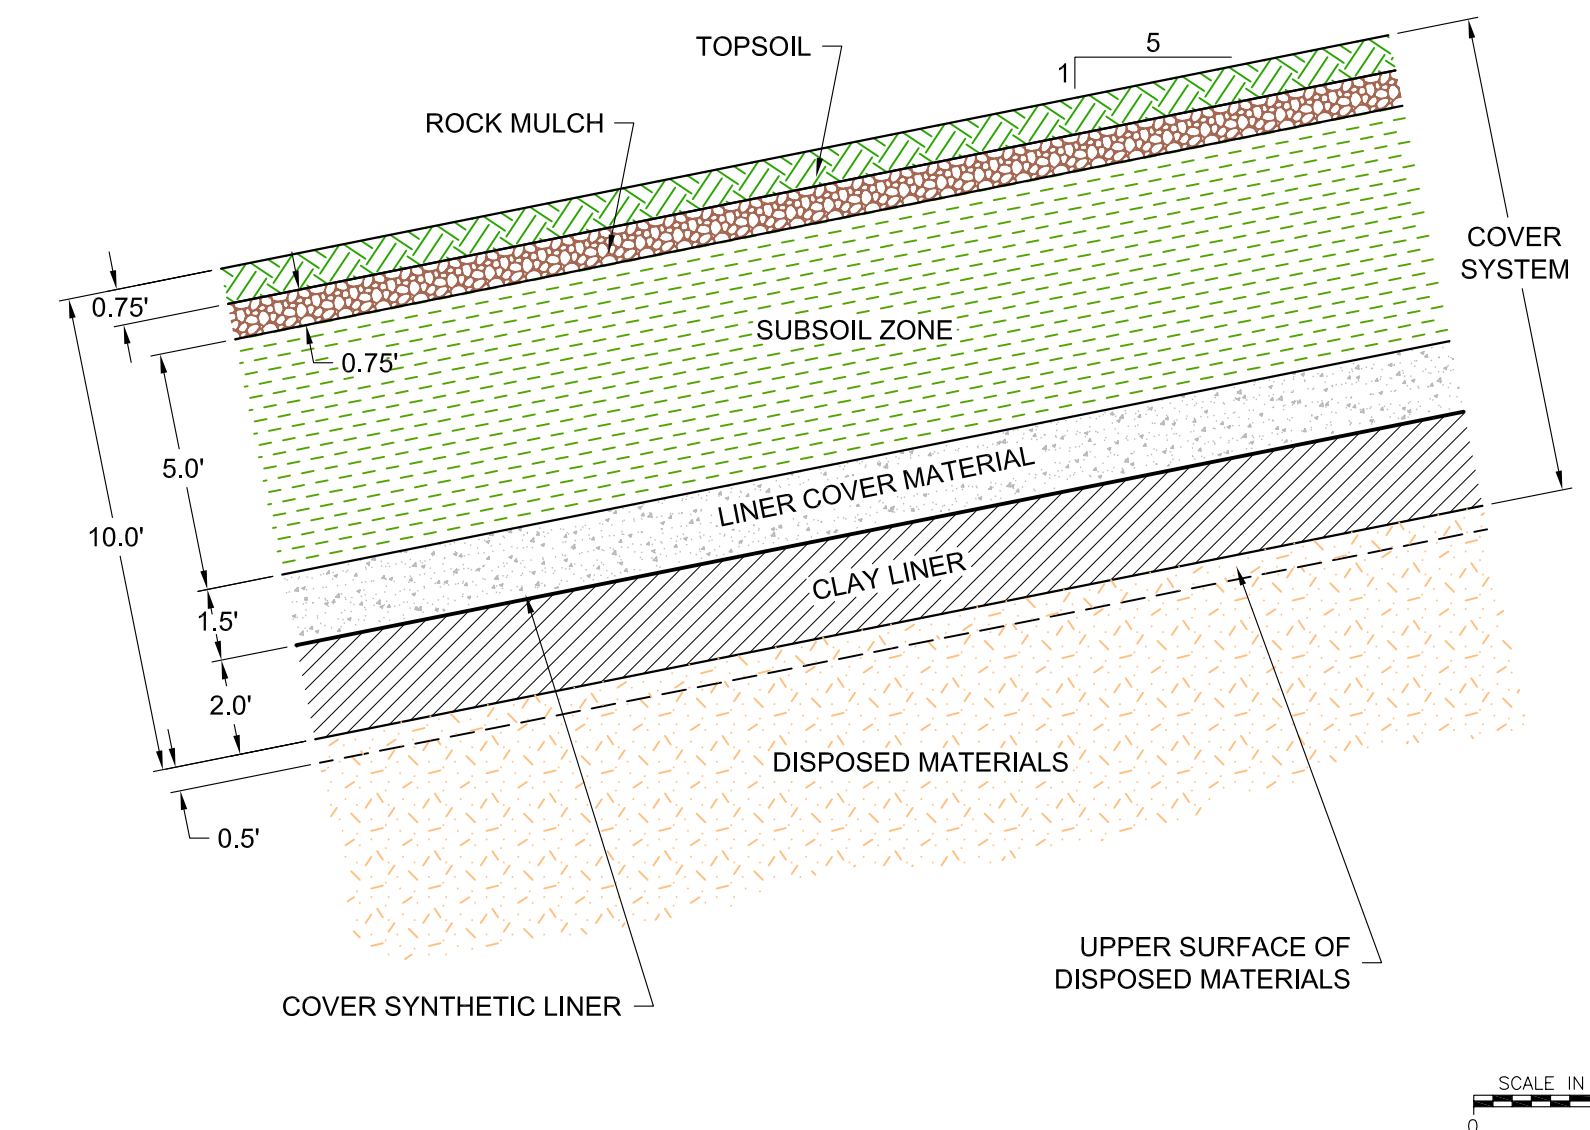 TOPSOIL
5
1
ROCK MULCH
COVER
SYSTEM
0.75'
SUBSOIL ZONE
0.75'
5.0'
LINER COVER MATERIAL
10.0'
CLAY LINER
1.5'
2.0'
DISPOSED MATERIALS
0.5'
UPPER SURFACE OF
DISPOSED MATERIALS
COVER SYNTHETIC LINER
SCALE IN
0